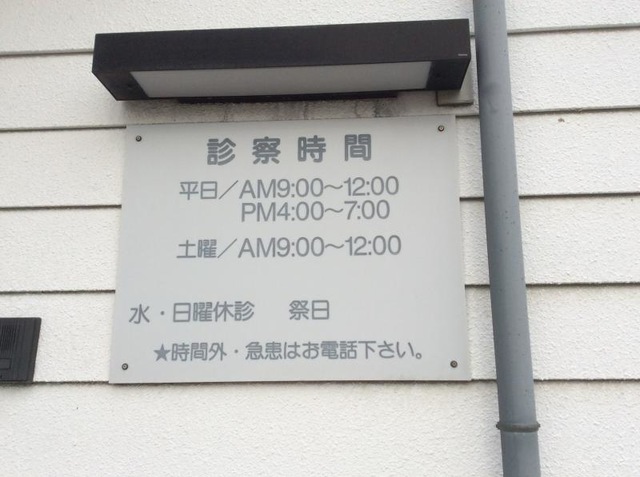 診察時間
平日／AM9:00〜12:00
PM4:00〜7:00
土曜／AM9:00〜12:00
水・日曜休診　祭日
★時間外・急患はお電話下さい。